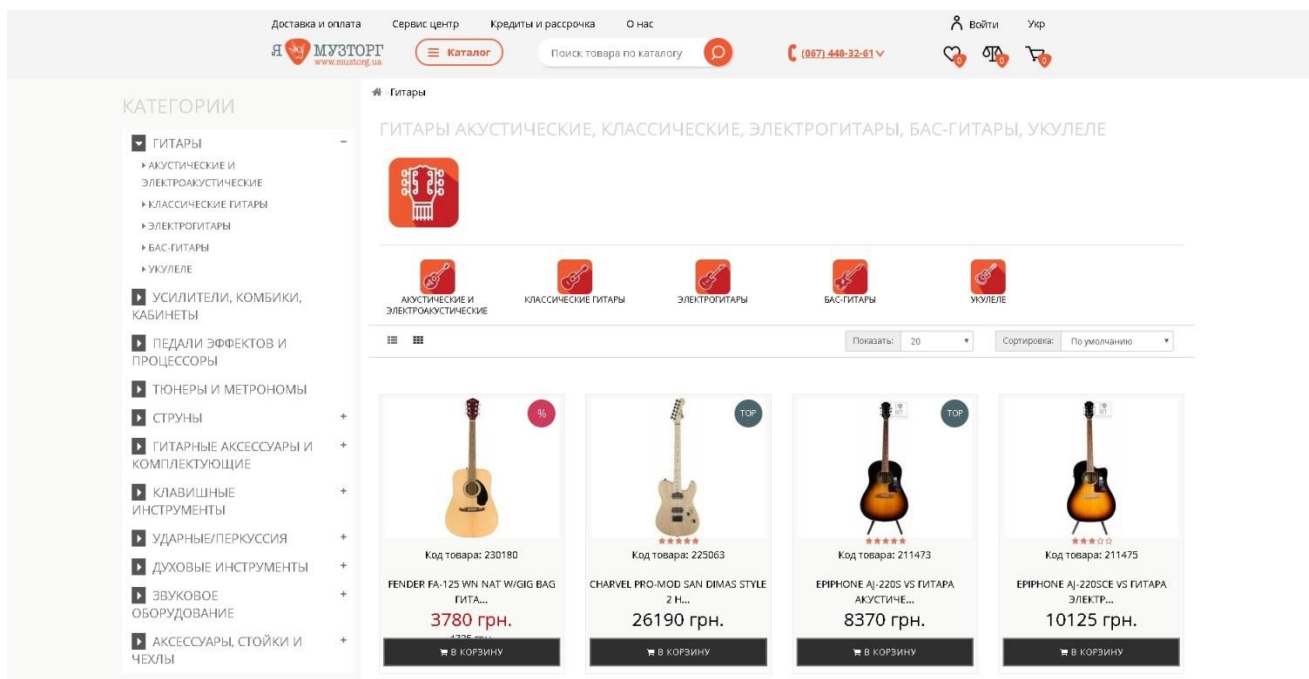 Доставка и оплата Сервис центр Кредиты и рассрочка О нас Войти Укр
Я МУЗТОРГ
www.muztorg.ua
Каталог
Поиск товара по каталогу
(067) 448-32-61
0 0 0
КАТЕГОРИИ
ГИТАРЫ
АКУСТИЧЕСКИЕ И
ЭЛЕКТРОАКУСТИЧЕСКИЕ
КЛАССИЧЕСКИЕ ГИТАРЫ
ЭЛЕКТРОГИТАРЫ
БАС-ГИТАРЫ
УКУЛЕЛЕ
УСИЛИТЕЛИ, КОМБИКИ,
КАБИНЕТЫ
ПЕДАЛИ ЭФФЕКТОВ И
ПРОЦЕССОРЫ
ТЮНЕРЫ И МЕТРОНОМЫ
СТРУНЫ
ГИТАРНЫЕ АКСЕССУАРЫ И
КОМПЛЕКТУЮЩИЕ
КЛАВИШНЫЕ
ИНСТРУМЕНТЫ
УДАРНЫЕ/ПЕРКУССИЯ
ДУХОВЫЕ ИНСТРУМЕНТЫ
ЗВУКОВОЕ
ОБОРУДОВАНИЕ
АКСЕССУАРЫ, СТОЙКИ И
ЧЕХЛЫ
Гитары
ГИТАРЫ АКУСТИЧЕСКИЕ, КЛАССИЧЕСКИЕ, ЭЛЕКТРОГИТАРЫ, БАС-ГИТАРЫ, УКУЛЕЛЕ
АКУСТИЧЕСКИЕ И
ЭЛЕКТРОАКУСТИЧЕСКИЕ
КЛАССИЧЕСКИЕ ГИТАРЫ
ЭЛЕКТРОГИТАРЫ
БАС-ГИТАРЫ
УКУЛЕЛЕ
Показать: 20
Сортировка: По умолчанию
%
Код товара: 230180
FENDER FA-125 WN NAT W/GIG BAG
ГИТА...
3780 грн.
В КОРЗИНУ
TOP
Код товара: 225063
CHARVEL PRO-MOD SAN DIMAS STYLE
2 H...
26190 грн.
В КОРЗИНУ
TOP
Код товара: 211473
EPIPHONE AJ-220S VS ГИТАРА
АКУСТИЧЕ...
8370 грн.
В КОРЗИНУ
Код товара: 211475
EPIPHONE AJ-220SCE VS ГИТАРА
ЭЛЕКТР...
10125 грн.
В КОРЗИНУ